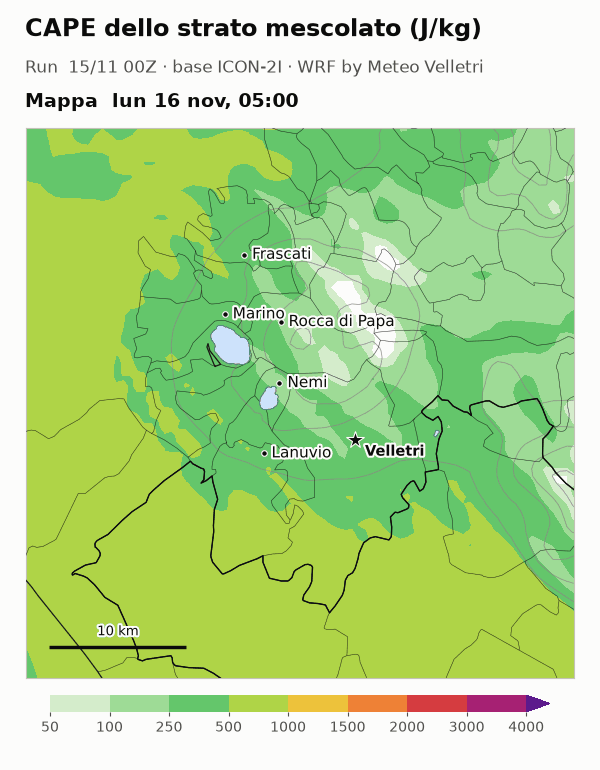 CAPE dello strato mescolato (J/kg)
Run 15/11 00Z · base ICON-2I · WRF by Meteo Velletri
Mappa lun 16 nov, 05:00
Frascati
Marino
Rocca di Papa
Nemi
Velletri
Lanuvio
10 km
50 100 250 500 1000 1500 2000 3000 4000